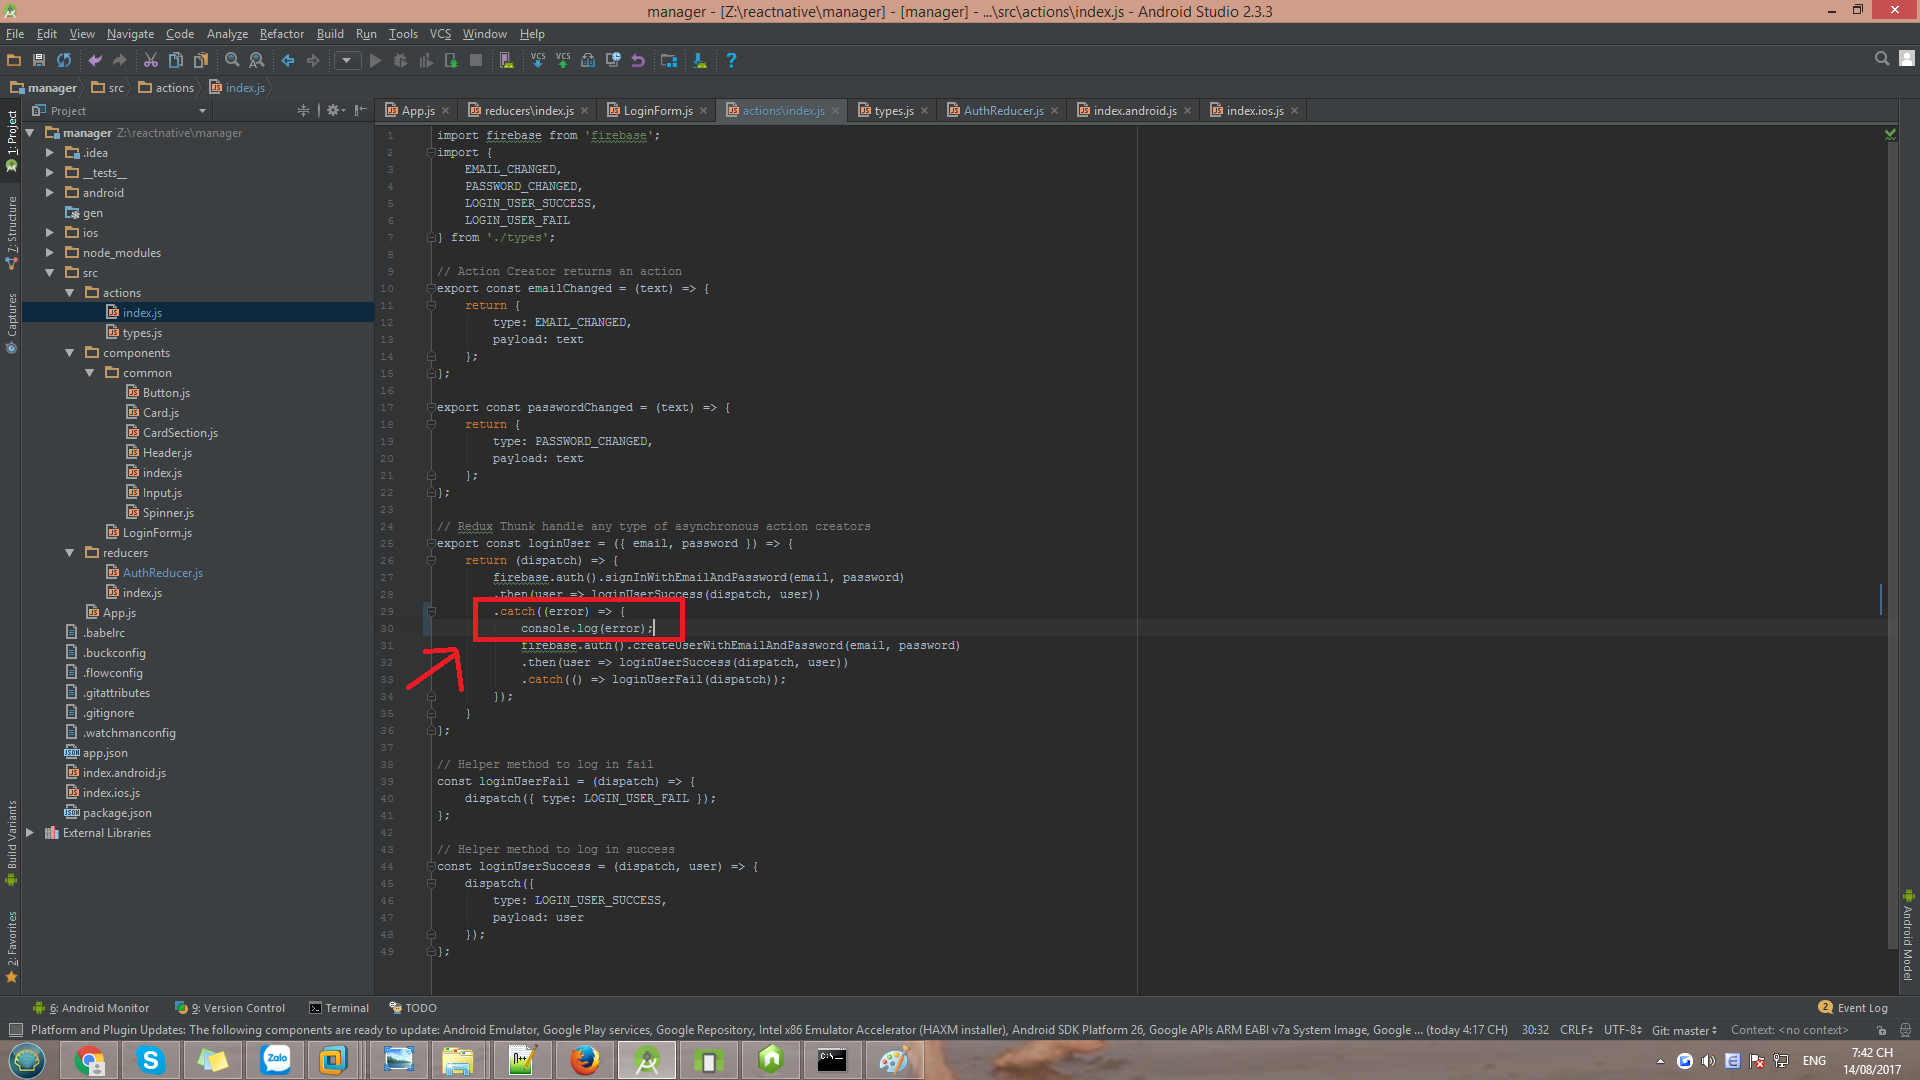 manager - [Z:\reactnative\manager] - [manager] - ...\src\actions\index.js - Android Studio 2.3.3
File Edit View Navigate Code Analyze Refactor Build Run Tools VCS Window Help
manager src actions index.js
Project
App.js reducers\index.js LoginForm.js actions\index.js types.js AuthReducer.js index.android.js index.ios.js
1: Project
7: Structure
Captures
Build Variants
2: Favorites
manager Z:\reactnative\manager
.idea
__tests__
android
gen
ios
node_modules
src
actions
index.js
types.js
components
common
Button.js
Card.js
CardSection.js
Header.js
index.js
Input.js
Spinner.js
LoginForm.js
reducers
AuthReducer.js
index.js
App.js
.babelrc
.buckconfig
.flowconfig
.gitattributes
.gitignore
.watchmanconfig
app.json
index.android.js
index.ios.js
package.json
External Libraries
1 import firebase from 'firebase';
2 import {
3 EMAIL_CHANGED,
4 PASSWORD_CHANGED,
5 LOGIN_USER_SUCCESS,
6 LOGIN_USER_FAIL
7 } from './types';
8
9 // Action Creator returns an action
10 export const emailChanged = (text) => {
11 return {
12 type: EMAIL_CHANGED,
13 payload: text
14 };
15 };
16
17 export const passwordChanged = (text) => {
18 return {
19 type: PASSWORD_CHANGED,
20 payload: text
21 };
22 };
23
24 // Redux Thunk handle any type of asynchronous action creators
25 export const loginUser = ({ email, password }) => {
26 return (dispatch) => {
27 firebase.auth().signInWithEmailAndPassword(email, password)
28 .then(user => loginUserSuccess(dispatch, user))
29 .catch((error) => {
30 console.log(error);
31 firebase.auth().createUserWithEmailAndPassword(email, password)
32 .then(user => loginUserSuccess(dispatch, user))
33 .catch(() => loginUserFail(dispatch));
34 });
35 }
36 };
37
38 // Helper method to log in fail
39 const loginUserFail = (dispatch) => {
40 dispatch({ type: LOGIN_USER_FAIL });
41 };
42
43 // Helper method to log in success
44 const loginUserSuccess = (dispatch, user) => {
45 dispatch({
46 type: LOGIN_USER_SUCCESS,
47 payload: user
48 });
49 };
Android Model
6: Android Monitor 9: Version Control Terminal TODO 2 Event Log
Platform and Plugin Updates: The following components are ready to update: Android Emulator, Google Play services, Google Repository, Intel x86 Emulator Accelerator (HAXM installer), Android SDK Platform 26, Google APIs ARM EABI v7a System Image, Google ... (today 4:17 CH) 30:32 CRLF UTF-8 Git: master Context: <no context>
Zalo
ENG 7:42 CH
14/08/2017